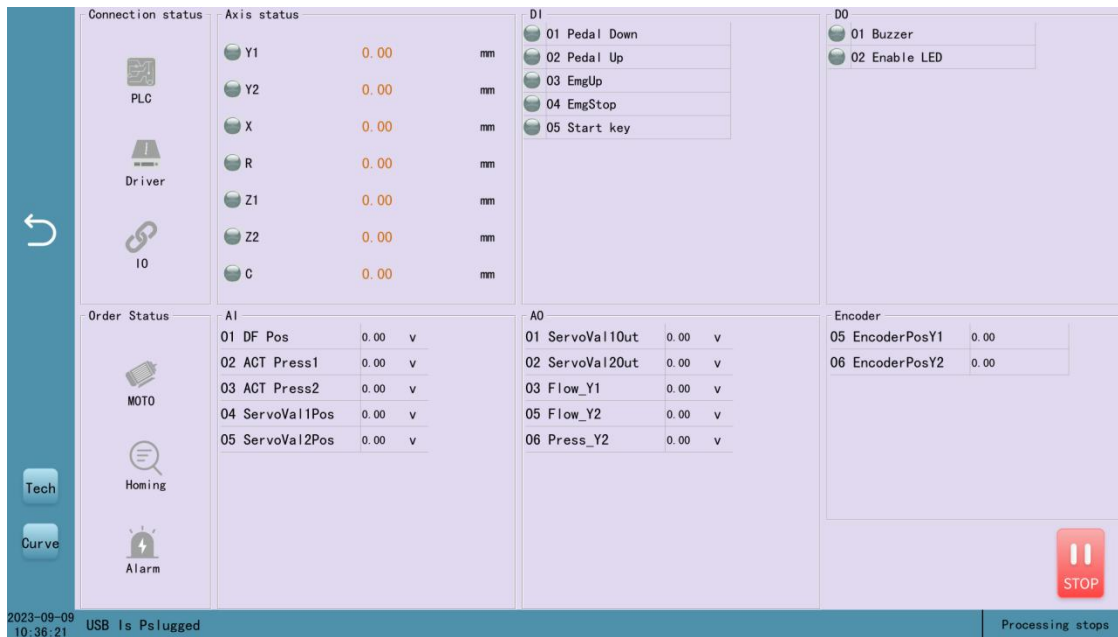 Connection status
PLC
Driver
IO
Axis status
Y1 0.00 mm
Y2 0.00 mm
X 0.00 mm
R 0.00 mm
Z1 0.00 mm
Z2 0.00 mm
C 0.00 mm
DI
01 Pedal Down
02 Pedal Up
03 EmgUp
04 EmgStop
05 Start key
DO
01 Buzzer
02 Enable LED
Order Status
MOTO
Homing
Alarm
AI
01 DF Pos 0.00 v
02 ACT Press1 0.00 v
03 ACT Press2 0.00 v
04 ServoVal1Pos 0.00 v
05 ServoVal2Pos 0.00 v
AO
01 ServoVal1Out 0.00 v
02 ServoVal2Out 0.00 v
03 Flow_Y1 0.00 v
05 Flow_Y2 0.00 v
06 Press_Y2 0.00 v
Encoder
05 EncoderPosY1 0.00
06 EncoderPosY2 0.00
Tech
Curve
STOP
2023-09-09
10:36:21
USB Is Pslugged
Processing stops